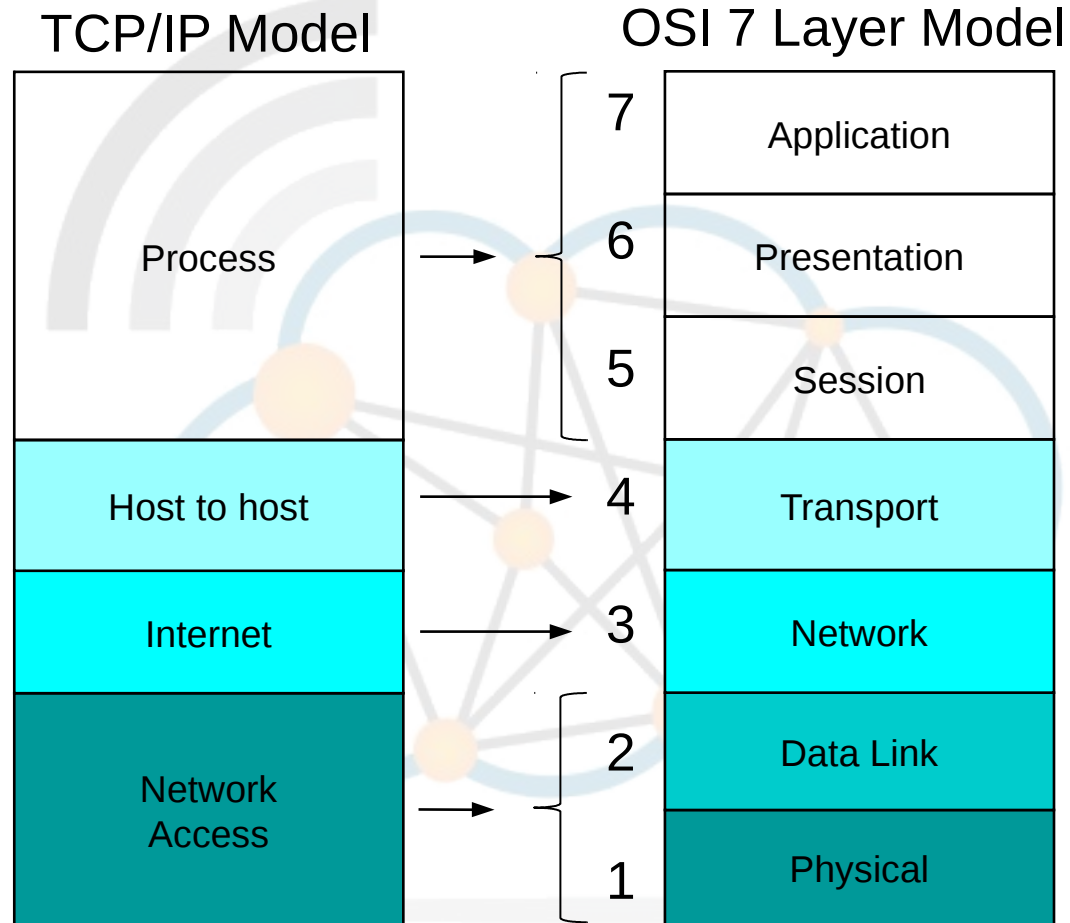 TCP/IP Model
OSI 7 Layer Model
7
Application
Process
6
Presentation
5
Session
Host to host
4
Transport
Internet
3
Network
Network
Access
2
Data Link
1
Physical